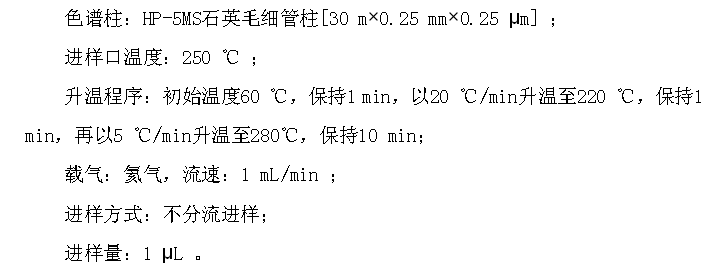 色谱柱：HP-5MS石英毛细管柱[30 m×0.25 mm×0.25 μm] ；
进样口温度：250 ℃ ；
升温程序：初始温度60 ℃，保持1 min，以20 ℃/min升温至220 ℃，保持1
min，再以5 ℃/min升温至280℃，保持10 min；
载气：氦气，流速：1 mL/min ；
进样方式：不分流进样；
进样量：1 μL 。